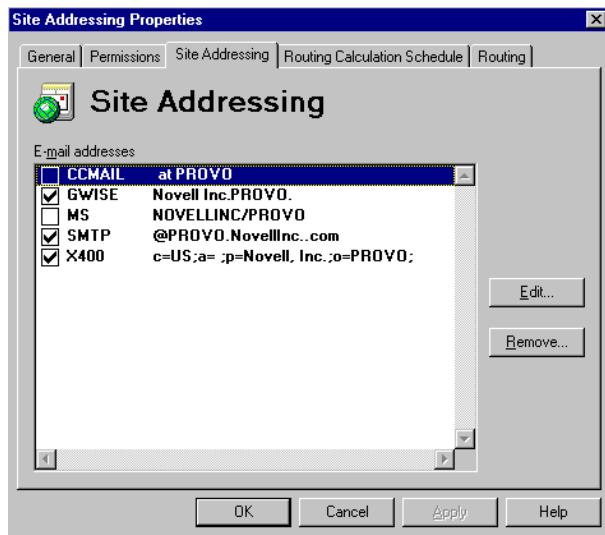 Site Addressing Properties
General Permissions Site Addressing Routing Calculation Schedule Routing
Site Addressing
E-mail addresses
CCMAIL at PROVO
GWISE Novell Inc.PROVO.
MS NOVELLINC/PROVO
SMTP @PROVO.NovellInc..com
X400 c=US;a= ;p=Novell, Inc.;o=PROVO;
Edit...
Remove...
OK Cancel Apply Help